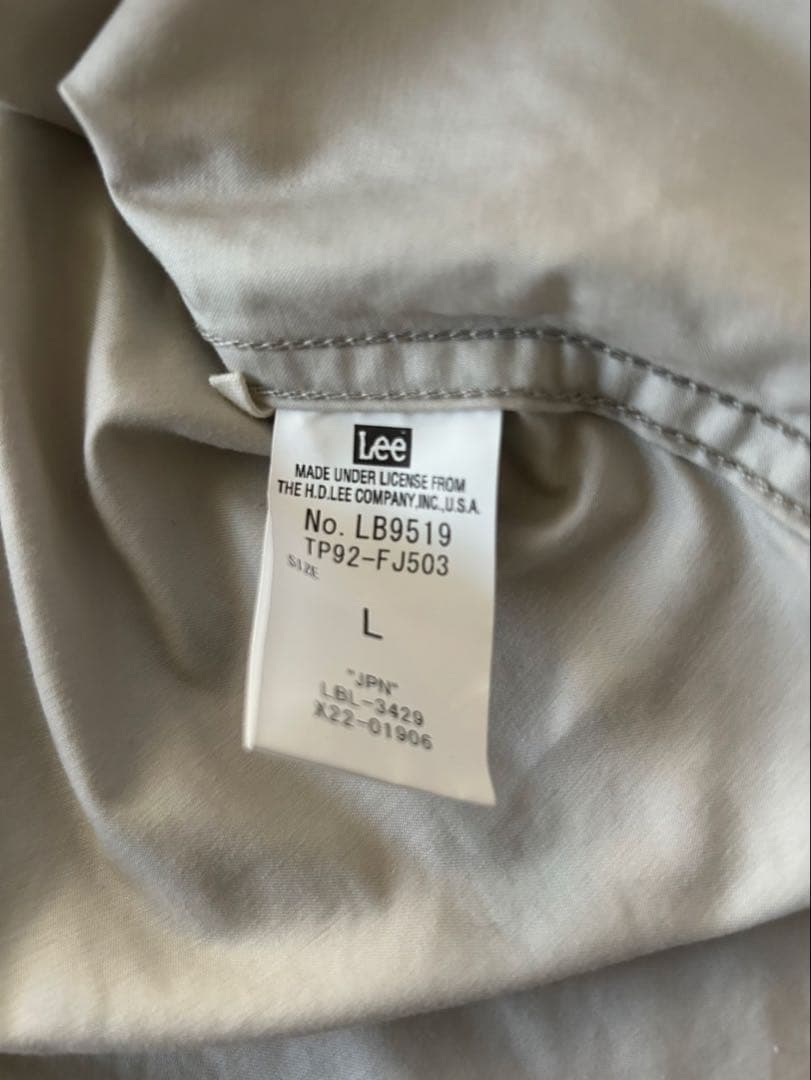 Lee
MADE UNDER LICENSE FROM
THE H.D.LEE COMPANY,INC.,U.S.A.
No. LB9519
TP92-FJ503
SIZE
L
"JPN"
LBL-3429
X22-01906